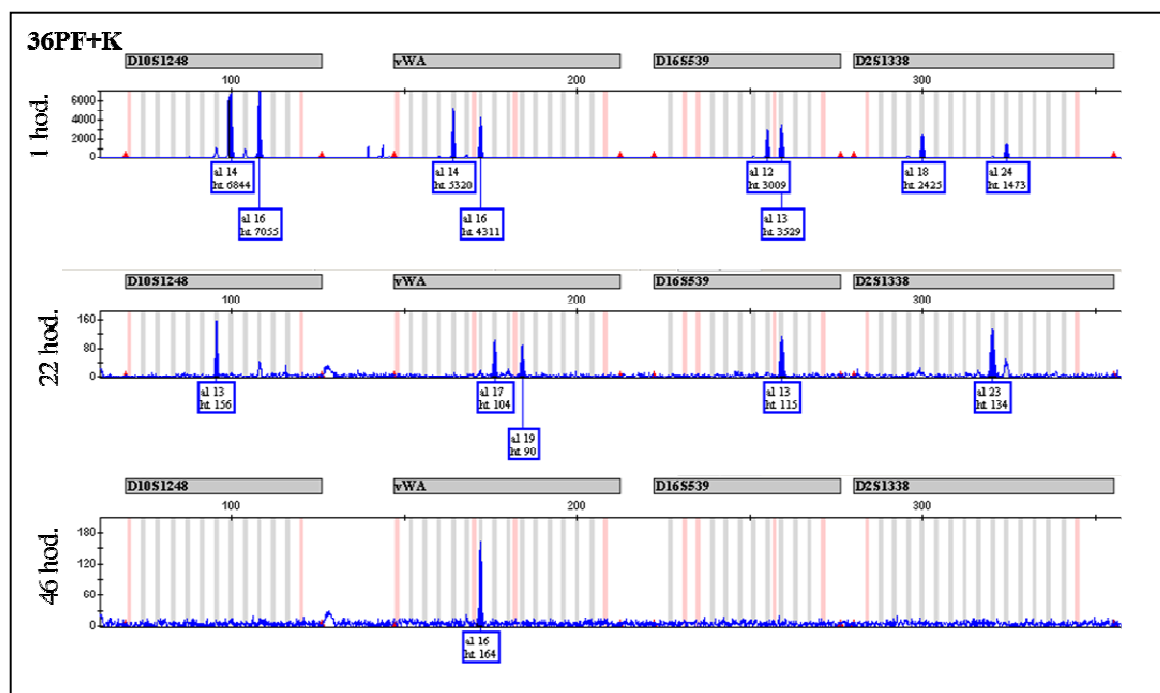 36PF+K
1 hod.
D10S1248 vWA D16S539 D2S1338
100 200 300
6000
4000
2000
0
al 14
ht 6844
al 16
ht 7055
al 14
ht 5320
al 16
ht 4311
al 12
ht 3009
al 13
ht 3529
al 18
ht 2425
al 24
ht 1473
22 hod.
D10S1248 vWA D16S539 D2S1338
100 200 300
160
80
0
al 13
ht 156
al 17
ht 104
al 19
ht 90
al 13
ht 115
al 23
ht 134
46 hod.
D10S1248 vWA D16S539 D2S1338
100 200 300
180
120
60
0
al 16
ht 164